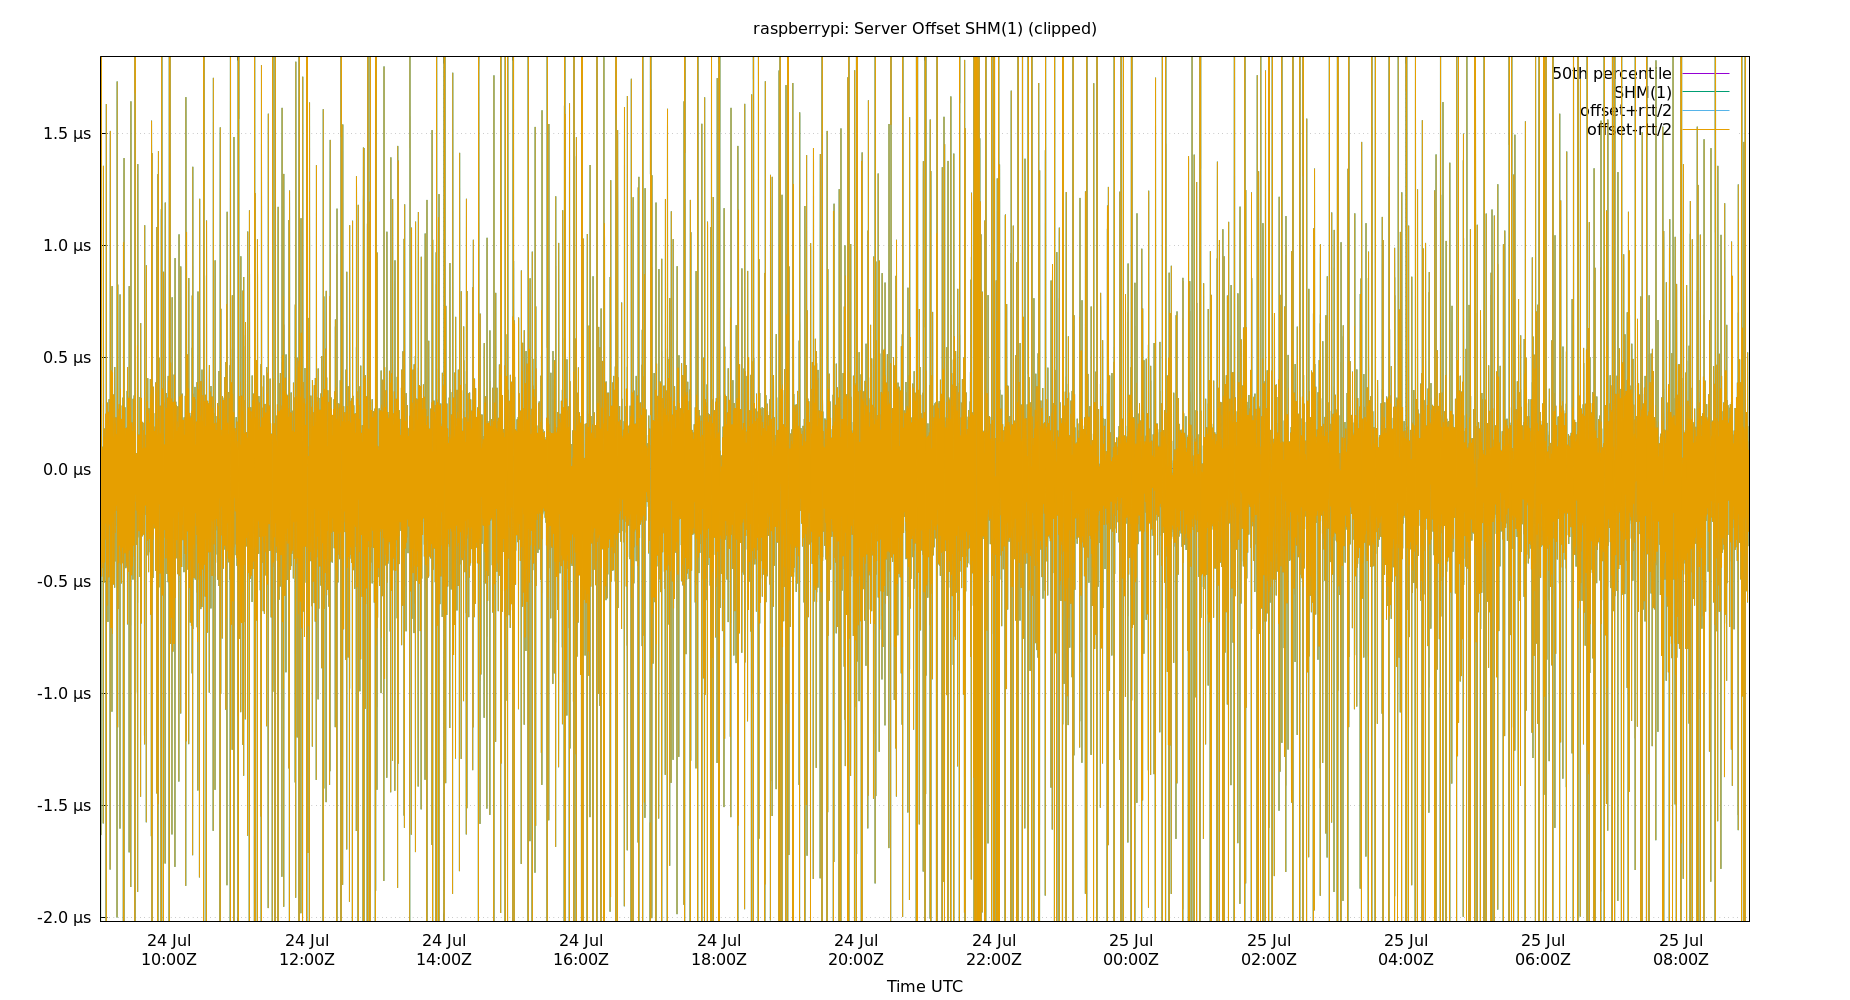 raspberrypi: Server Offset SHM(1) (clipped)
50th percentile
SHM(1)
offset+rtt/2
offset-rtt/2
1.5 µs
1.0 µs
0.5 µs
0.0 µs
-0.5 µs
-1.0 µs
-1.5 µs
-2.0 µs
24 Jul 24 Jul 24 Jul 24 Jul 24 Jul 24 Jul 24 Jul 25 Jul 25 Jul 25 Jul 25 Jul 25 Jul
10:00Z 12:00Z 14:00Z 16:00Z 18:00Z 20:00Z 22:00Z 00:00Z 02:00Z 04:00Z 06:00Z 08:00Z
Time UTC